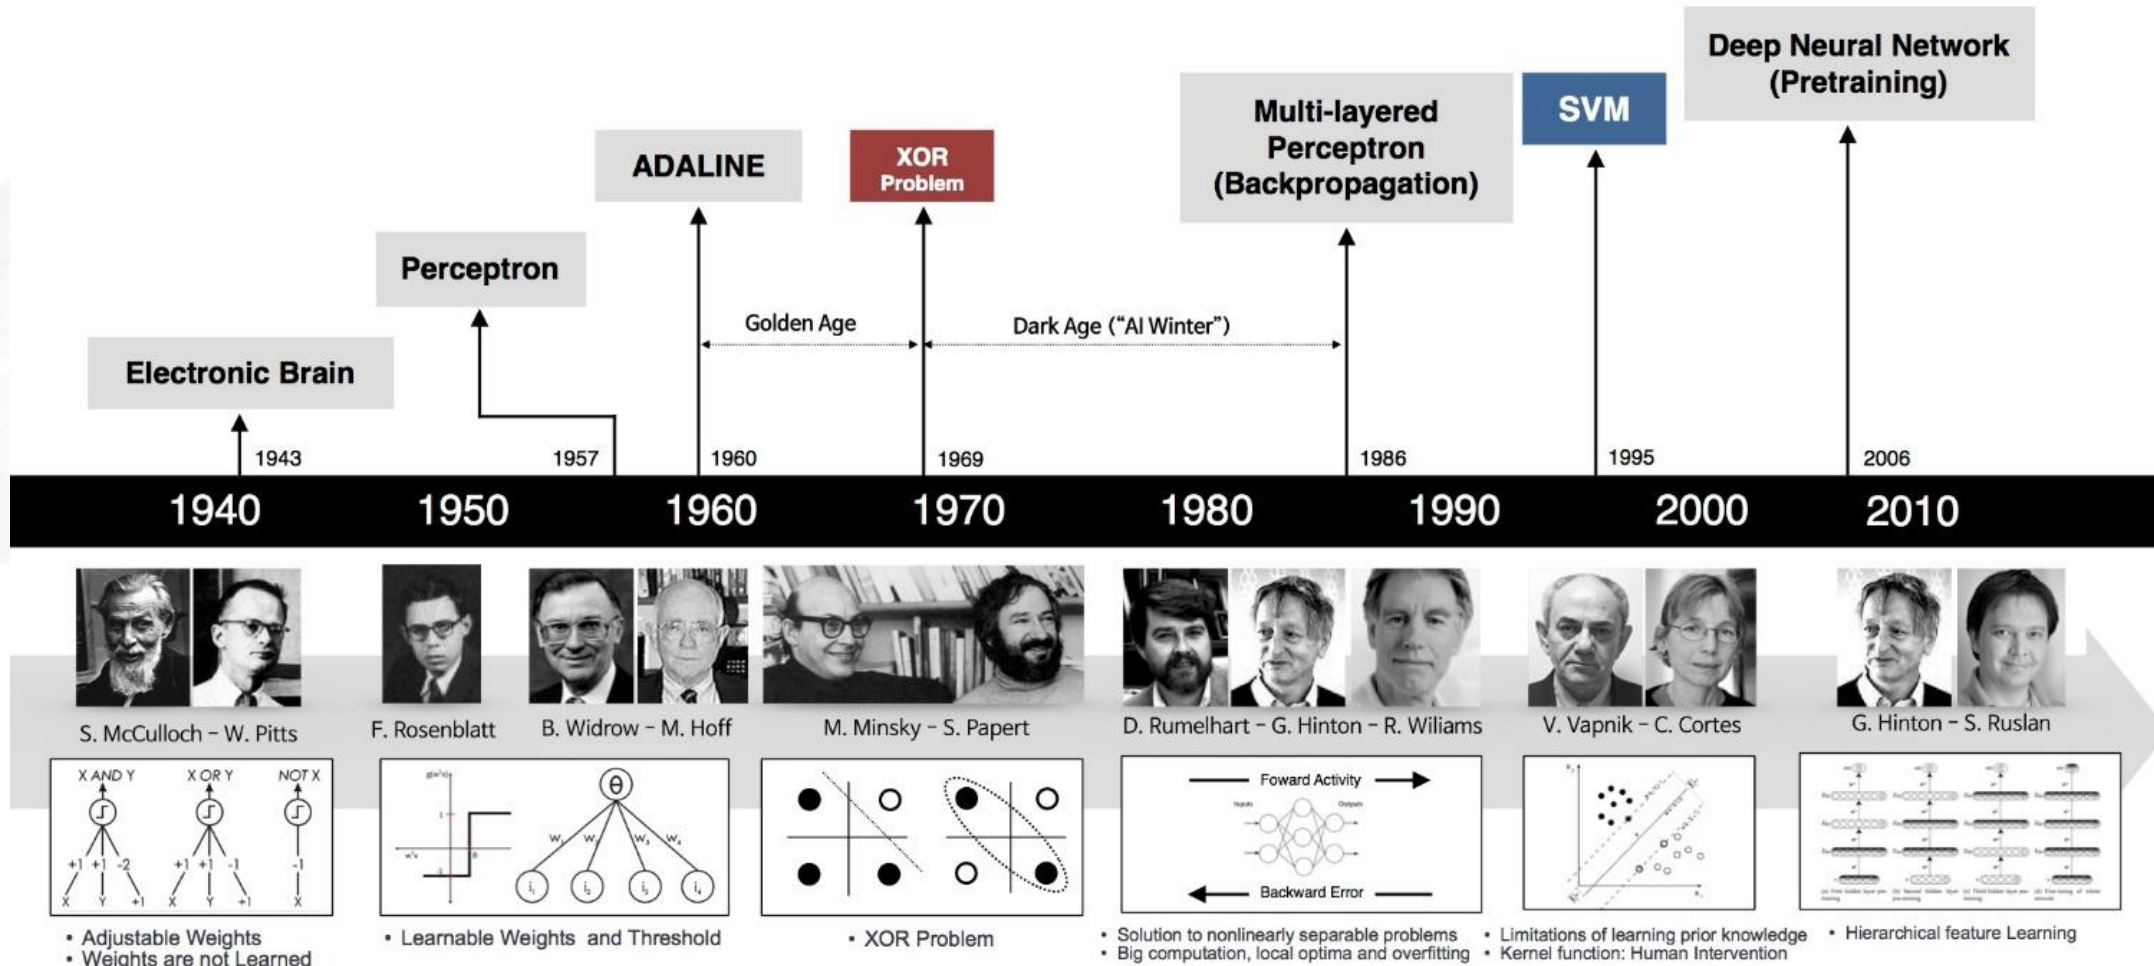 Deep Neural Network
(Pretraining)
Multi-layered
Perceptron
(Backpropagation)
SVM
ADALINE
XOR
Problem
Perceptron
Golden Age
Dark Age ("AI Winter")
Electronic Brain
1943
1957
1960
1969
1986
1995
2006
1940
1950
1960
1970
1980
1990
2000
2010
S. McCulloch – W. Pitts
F. Rosenblatt
B. Widrow – M. Hoff
M. Minsky – S. Papert
D. Rumelhart – G. Hinton – R. Wiliams
V. Vapnik – C. Cortes
G. Hinton – S. Ruslan
X AND Y
X OR Y
NOT X
+1 +1 -2
+1 +1 -1
-1
X Y +1
X Y +1
X
1
-1
θ
W1 W2 W3 W4
i1 i2 i3 i4
Foward Activity
Inputs
Outputs
Backward Error
• Adjustable Weights
• Weights are not Learned
• Learnable Weights and Threshold
• XOR Problem
• Solution to nonlinearly separable problems
• Big computation, local optima and overfitting
• Limitations of learning prior knowledge
• Kernel function: Human Intervention
• Hierarchical feature Learning